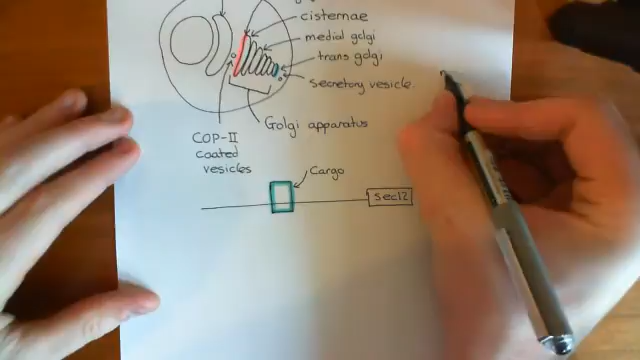 cisternae
medial golgi
trans golgi
secretory vesicle
Golgi apparatus
COP-II
coated
vesicles
Cargo
sec12